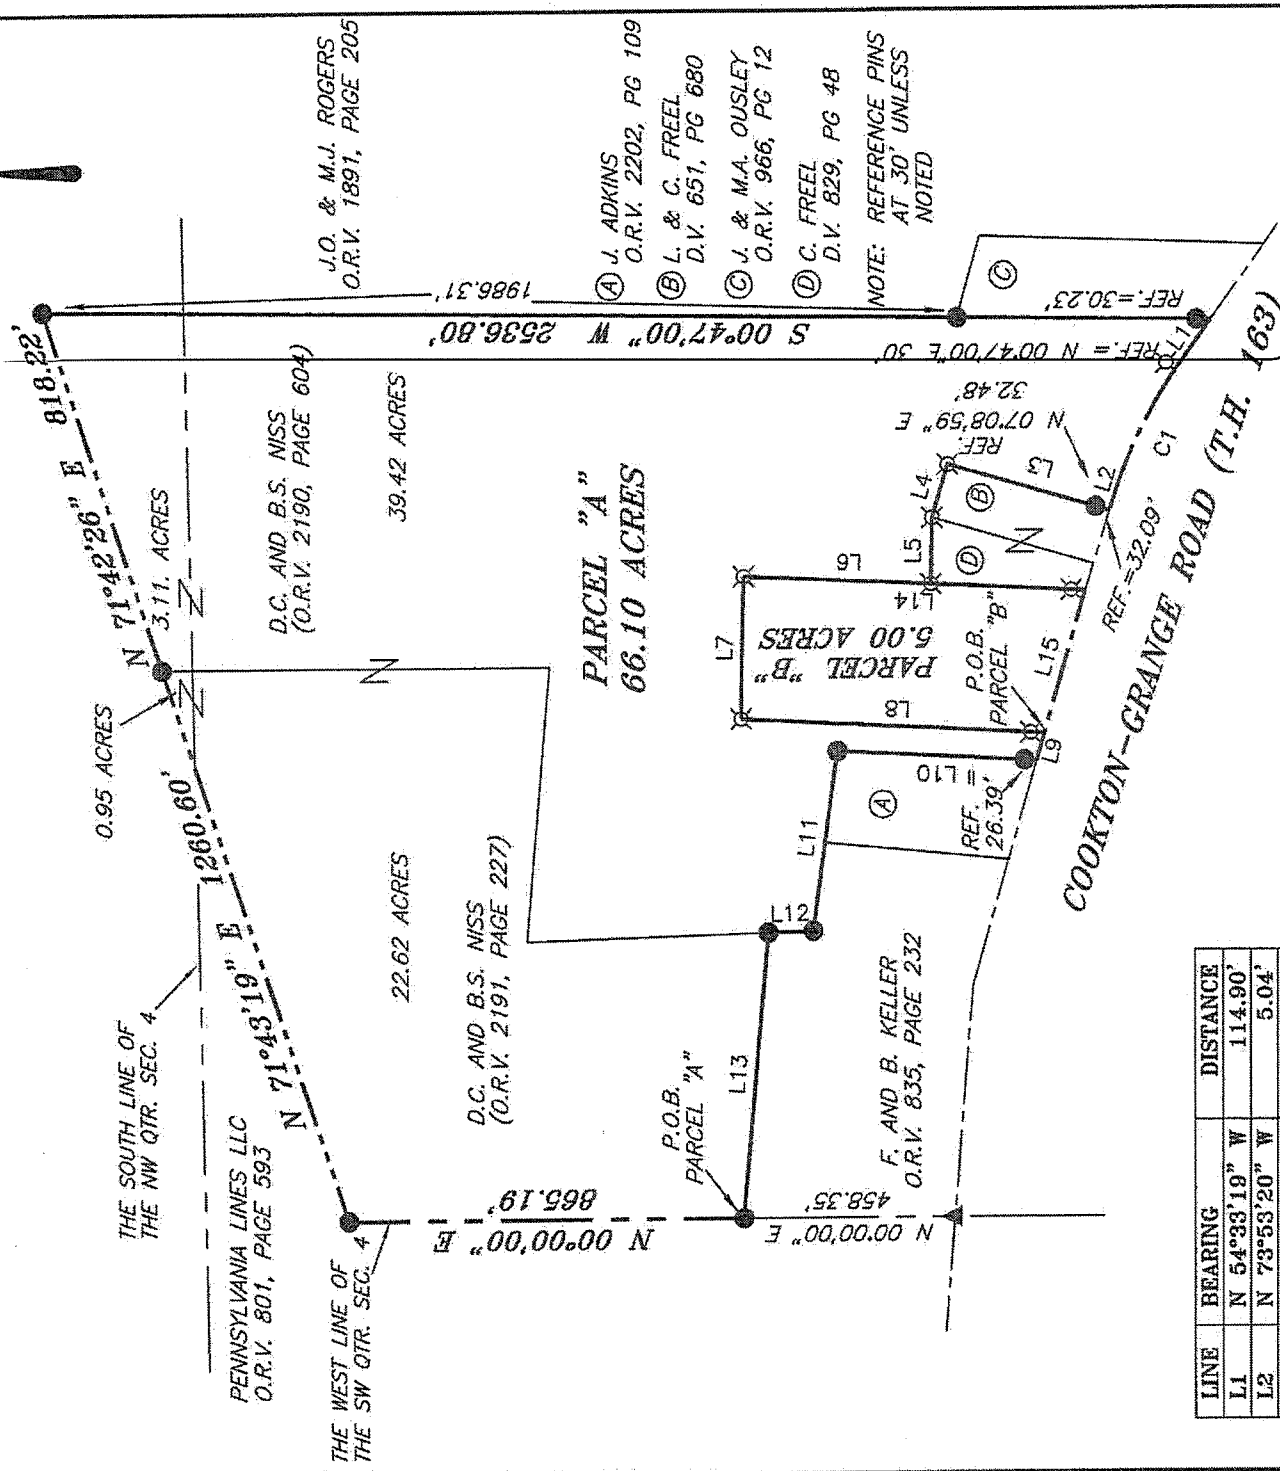 THE SOUTH LINE OF
THE NW QTR. SEC. 4
PENNSYLVANIA LINES LLC
O.R.V. 801, PAGE 593
THE WEST LINE OF
THE SW QTR. SEC. 4
N 71°43'19" E 1260.60'
0.95 ACRES
N 71°42'26" E 818.22'
3.11. ACRES
J.O. & M.J. ROGERS
O.R.V. 1891, PAGE 205
D.C. AND B.S. NISS
(O.R.V. 2190, PAGE 604)
39.42 ACRES
22.62 ACRES
D.C. AND B.S. NISS
(O.R.V. 2191, PAGE 227)
PARCEL "A"
66.10 ACRES
1986.31'
S 00°47'00" W 2536.80'
A J. ADKINS
O.R.V. 2202, PG 109
B L. & C. FREEL
D.V. 651, PG 680
C J. & M.A. OUSLEY
O.R.V. 966, PG 12
D C. FREEL
D.V. 829, PG 48
NOTE: REFERENCE PINS
AT 30' UNLESS
NOTED
N 00°00'00" E 865.19'
P.O.B.
PARCEL "A"
L13
L12
L11
A
L10
REF. =
26.39'
L9
L8
L7
PARCEL "B"
5.00 ACRES
P.O.B.
PARCEL "B"
L6
L14
L15
L5
D
L4
B
L3
REF.
N 07°08'59" E
32.48'
L2
REF.=32.09'
C1
REF. = N 00°47'00"E 30'
L1
REF.=30.23'
C
F. AND B. KELLER
O.R.V. 835, PAGE 232
N 00°00'00" E
458.35'
COOKTON-GRANGE ROAD (T.H. 163)
LINE BEARING DISTANCE
L1 N 54°33'19" W 114.90'
L2 N 73°53'20" W 5.04'